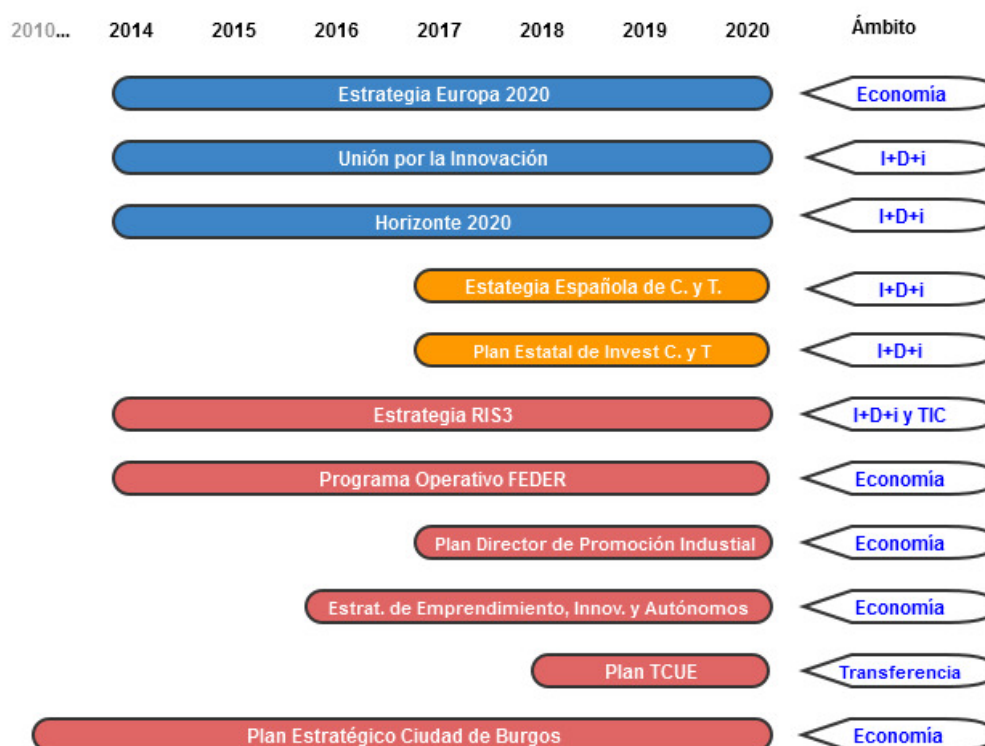 2010... 2014 2015 2016 2017 2018 2019 2020 Ámbito
Estrategia Europa 2020 Economía
Unión por la Innovación I+D+i
Horizonte 2020 I+D+i
Estategia Española de C. y T. I+D+i
Plan Estatal de Invest C. y T I+D+i
Estrategia RIS3 I+D+i y TIC
Programa Operativo FEDER Economía
Plan Director de Promoción Industial Economía
Estrat. de Emprendimiento, Innov. y Autónomos Economía
Plan TCUE Transferencia
Plan Estratégico Ciudad de Burgos Economía